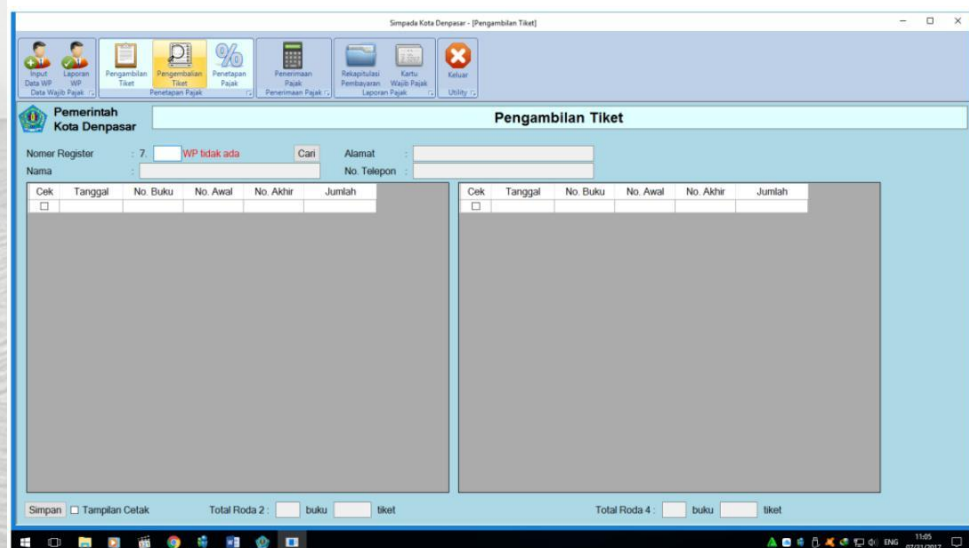 Simpada Kota Denpasar - [Pengambilan Tiket]
Input Data WP
Laporan WP
Data Wajib Pajak
Pengambilan Tiket
Pengembalian Tiket
Penetapan Pajak
Penetapan Pajak
Penerimaan Pajak
Penerimaan Pajak
Rekapitulasi Pembayaran
Kartu Wajib Pajak
Laporan Pajak
Keluar
Utility
Pemerintah
Kota Denpasar
Pengambilan Tiket
Nomer Register : 7. WP tidak ada Cari Alamat :
Nama : No. Telepon :
Cek Tanggal No. Buku No. Awal No. Akhir Jumlah
Cek Tanggal No. Buku No. Awal No. Akhir Jumlah
Simpan Tampilan Cetak Total Roda 2 : buku tiket Total Roda 4 : buku tiket
ENG 11:05
07/31/2017